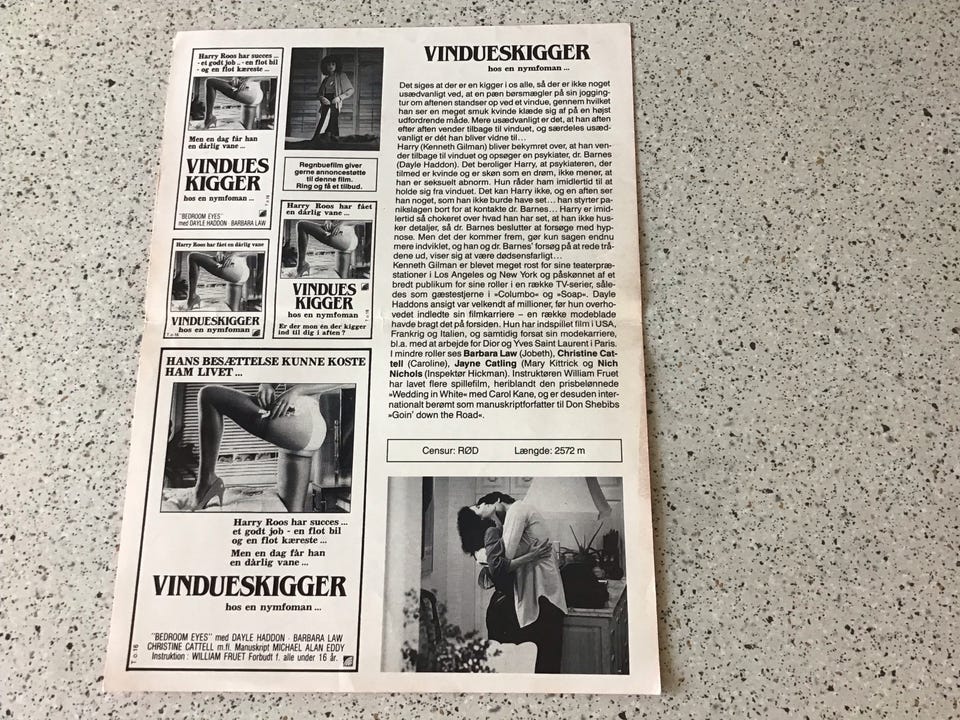 Harry Roos har succes ...
- et godt job .. - en flot bil
- og en flot kæreste ...
Men en dag får han
en dårlig vane ...
VINDUES
KIGGER
hos en nymfoman ...
"BEDROOM EYES"
med DAYLE HADDON BARBARA LAW
Regnbuefilm giver
gerne annoncestøtte
til denne film.
Ring og få et tilbud.
Harry Roos har fået en dårlig vane
VINDUESKIGGER
hos en nymfoman ...
T.o.16
Harry Roos har fået
en dårlig vane ...
VINDUES
KIGGER
hos en nymfoman
Er der mon én der kigger
ind til dig i aften ?
HANS BESÆTTELSE KUNNE KOSTE
HAM LIVET ...
Harry Roos har succes ...
et godt job - en flot bil
og en flot kæreste ...
Men en dag får han
en dårlig vane ...
VINDUESKIGGER
hos en nymfoman ...
"BEDROOM EYES" med DAYLE HADDON · BARBARA LAW
CHRISTINE CATTELL m.fl. Manuskript MICHAEL ALAN EDDY
Instruktion : WILLIAM FRUET Forbudt f. alle under 16 år.
T.o.16
VINDUESKIGGER
hos en nymfoman ...
Det siges at der er en kigger i os alle, så der er ikke noget
usædvanligt ved, at en pæn børsmægler på sin jogging-
tur om aftenen standser op ved et vindue, gennem hvilket
han ser en meget smuk kvinde klæde sig af på en højst
udfordrende måde. Mere usædvanligt er det, at han aften
efter aften vender tilbage til vinduet, og særdeles usæd-
vanligt er dét han bliver vidne til...
Harry (Kenneth Gilman) bliver bekymret over, at han ven-
der tilbage til vinduet og opsøger en psykiater, dr. Barnes
(Dayle Haddon). Det beroliger Harry, at psykiateren, der
tilmed er kvinde og er skøn som en drøm, ikke mener, at
han er seksuelt abnorm. Hun råder ham imidlertid til at
holde sig fra vinduet. Det kan Harry ikke, og en aften ser
han noget, som han ikke burde have set... han styrter pa-
nikslagen bort for at kontakte dr. Barnes... Harry er imid-
lertid så chokeret over hvad han har set, at han ikke hus-
ker detaljer, så dr. Barnes beslutter at forsøge med hyp-
nose. Men det der kommer frem, gør kun sagen endnu
mere indviklet, og han og dr. Barnes' forsøg på at rede trå-
dene ud, viser sig at være dødsensfarligt...
Kenneth Gilman er blevet meget rost for sine teaterpræ-
stationer i Los Angeles og New York og påskønnet af et
bredt publikum for sine roller i en række TV-serier, såle-
des som gæstestjerne i »Columbo« og »Soap«. Dayle
Haddons ansigt var velkendt af millioner, før hun overho-
vedet indledte sin filmkarriere – en række modeblade
havde bragt det på forsiden. Hun har indspillet film i USA,
Frankrig og Italien, og samtidig forsat sin modekarriere,
bl.a. med at arbejde for Dior og Yves Saint Laurent i Paris.
I mindre roller ses Barbara Law (Jobeth), Christine Cat-
tell (Caroline), Jayne Catling (Mary Kittrick og Nich
Nichols (Inspektør Hickman). Instruktøren William Fruet
har lavet flere spillefilm, heriblandt den prisbelønnede
»Wedding in White« med Carol Kane, og er desuden inter-
nationalt berømt som manuskriptforfatter til Don Shebibs
»Goin' down the Road«.
Censur: RØD Længde: 2572 m